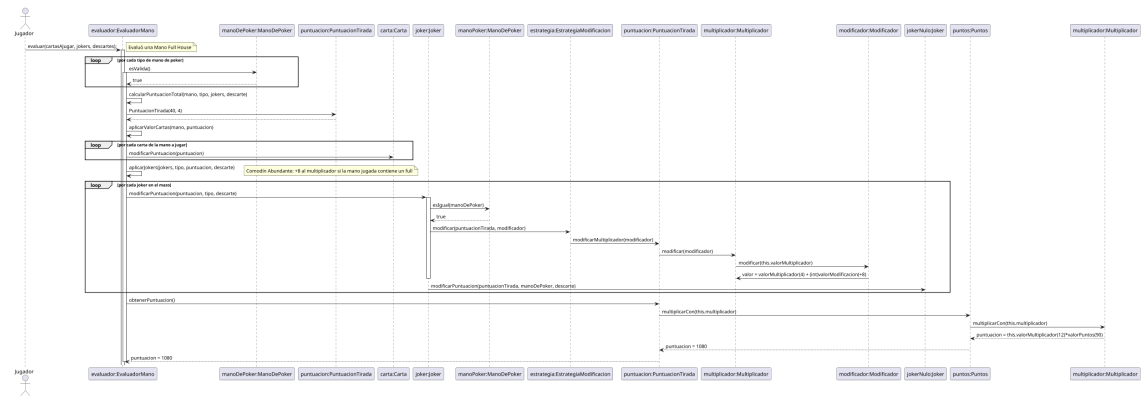 Jugador
evaluador:EvaluadorMano
manoDePoker:ManoDePoker
puntuacion:PuntuacionTirada
carta:Carta
joker:Joker
manoPoker:ManoDePoker
estrategia:EstrategiaModificacion
puntuacion:PuntuacionTirada
multiplicador:Multiplicador
modificador:Modificador
jokerNulo:Joker
puntos:Puntos
multiplicador:Multiplicador
evaluar(cartasAjugar, jokers, descartes);
Evaluó una Mano Full House
loop [por cada tipo de mano de poker]
esValida()
true
calcularPuntuacionTotal(mano, tipo, jokers, descarte)
PuntuacionTirada(40, 4)
aplicarValorCartas(mano, puntuacion)
loop [por cada carta de la mano a jugar]
modificarPuntuacion(puntuacion)
aplicarJokers(jokers, tipo, puntuacion, descarte)
Comodín Abundante: +8 al multiplicador si la mano jugada contiene un full
loop [por cada joker en el mazo]
modificarPuntuacion(puntuacion, tipo, descarte)
esIgual(manoDePoker)
true
modificar(puntuacionTirada, modificador)
modificarMultiplicador(modificador)
modificar(modificador)
modificar(this.valorMultiplicador)
valor = valorMultiplicador(4) + (int)valorModificacion(+8)
modificarPuntuacion(puntuacionTirada, manoDePoker, descarte)
obtenerPuntuacion()
multiplicarCon(this.multiplicador)
multiplicarCon(this.multiplicador)
puntuacion = this.valorMultiplicador(12)*valorPuntos(90)
puntuacion = 1080
puntuacion = 1080
Jugador
evaluador:EvaluadorMano
manoDePoker:ManoDePoker
puntuacion:PuntuacionTirada
carta:Carta
joker:Joker
manoPoker:ManoDePoker
estrategia:EstrategiaModificacion
puntuacion:PuntuacionTirada
multiplicador:Multiplicador
modificador:Modificador
jokerNulo:Joker
puntos:Puntos
multiplicador:Multiplicador